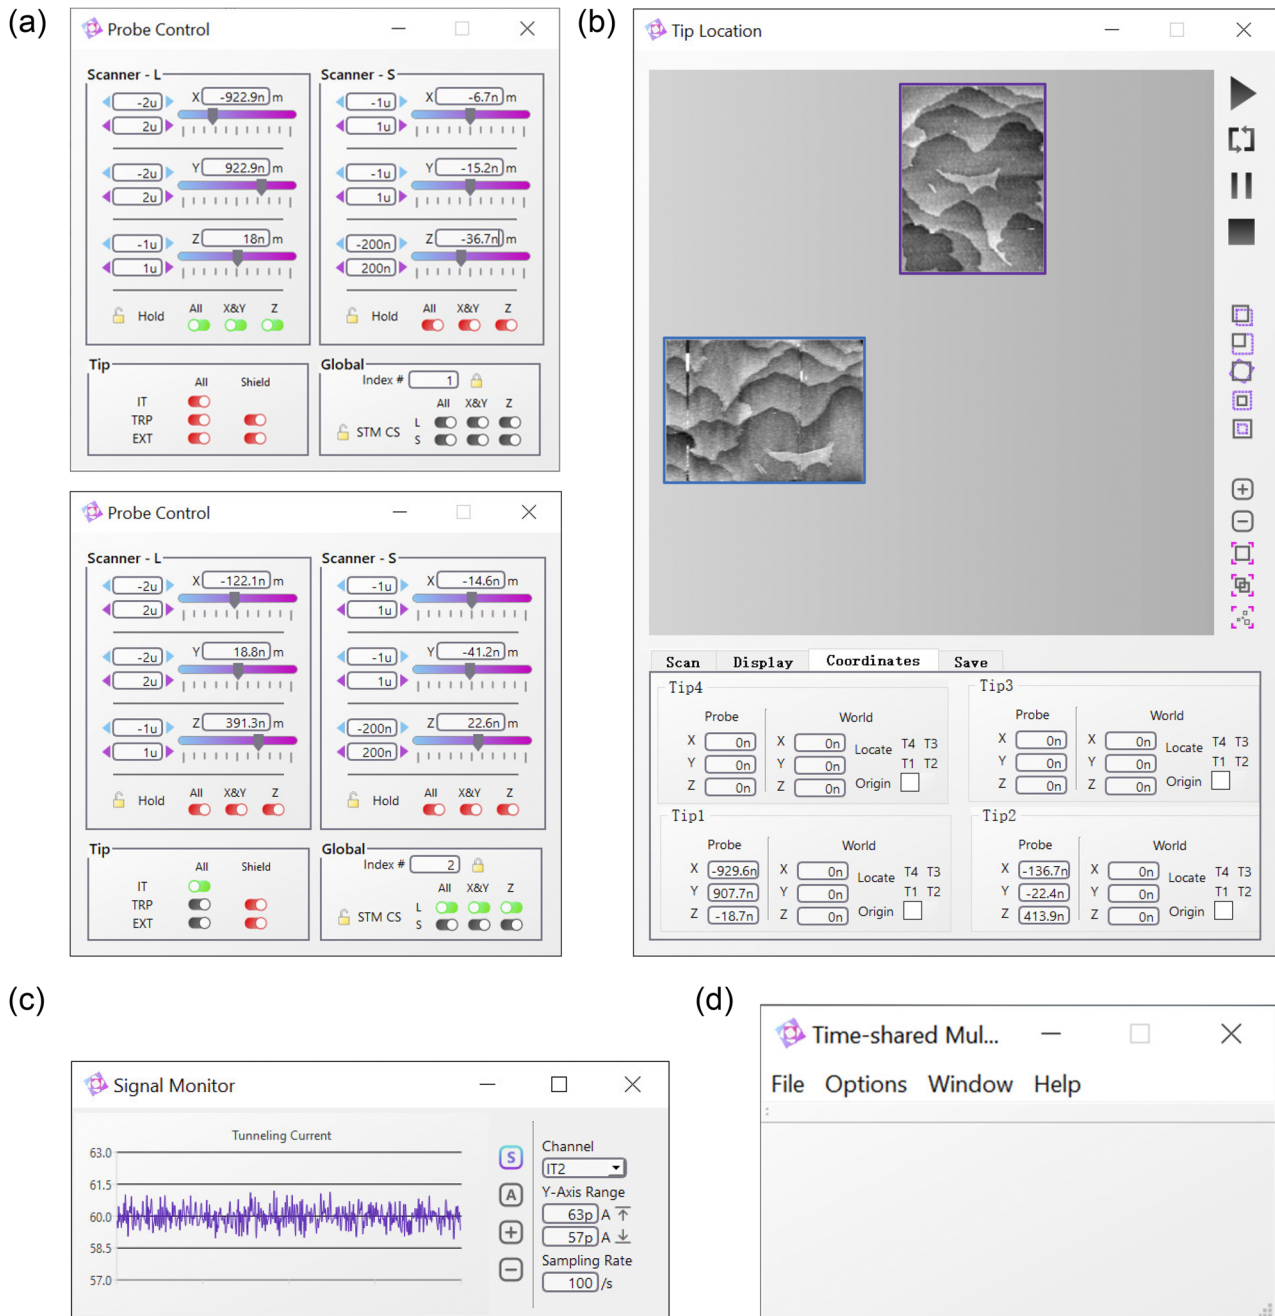 (a)
Probe Control
Scanner - L
-2u X -922.9n m
2u
-2u Y 922.9n m
2u
-1u Z 18n m
1u
Hold All X&Y Z
Scanner - S
-1u X -6.7n m
1u
-1u Y -15.2n m
1u
-200n Z -36.7n m
200n
Hold All X&Y Z
Tip
All Shield
IT
TRP
EXT
Global
Index # 1
All X&Y Z
L
STM CS
S
Probe Control
Scanner - L
-2u X -122.1n m
2u
-2u Y 18.8n m
2u
-1u Z 391.3n m
1u
Hold All X&Y Z
Scanner - S
-1u X -14.6n m
1u
-1u Y -41.2n m
1u
-200n Z 22.6n m
200n
Hold All X&Y Z
Tip
All Shield
IT
TRP
EXT
Global
Index # 2
All X&Y Z
L
STM CS
S
(b)
Tip Location
Scan Display Coordinates Save
Tip4
Probe World
X 0n X 0n Locate T4 T3
Y 0n Y 0n T1 T2
Z 0n Z 0n Origin
Tip3
Probe World
X 0n X 0n Locate T4 T3
Y 0n Y 0n T1 T2
Z 0n Z 0n Origin
Tip1
Probe World
X -929.6n X 0n Locate T4 T3
Y 907.7n Y 0n T1 T2
Z -18.7n Z 0n Origin
Tip2
Probe World
X -136.7n X 0n Locate T4 T3
Y -22.4n Y 0n T1 T2
Z 413.9n Z 0n Origin
(c)
Signal Monitor
Tunneling Current
63.0
61.5
60.0
58.5
57.0
S
A
Channel
IT2
Y-Axis Range
63p A
57p A
Sampling Rate
100 /s
(d)
Time-shared Mul...
File Options Window Help